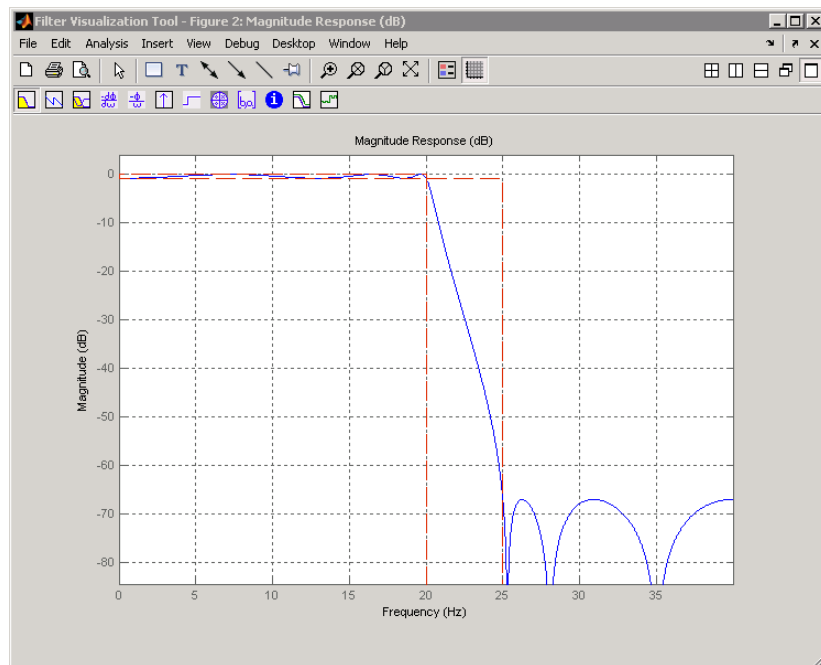 Filter Visualization Tool - Figure 2: Magnitude Response (dB)
File Edit Analysis Insert View Debug Desktop Window Help
T
[b,a] i
Magnitude Response (dB)
0
-10
-20
-30
-40
-50
-60
-70
-80
Magnitude (dB)
0 5 10 15 20 25 30 35
Frequency (Hz)